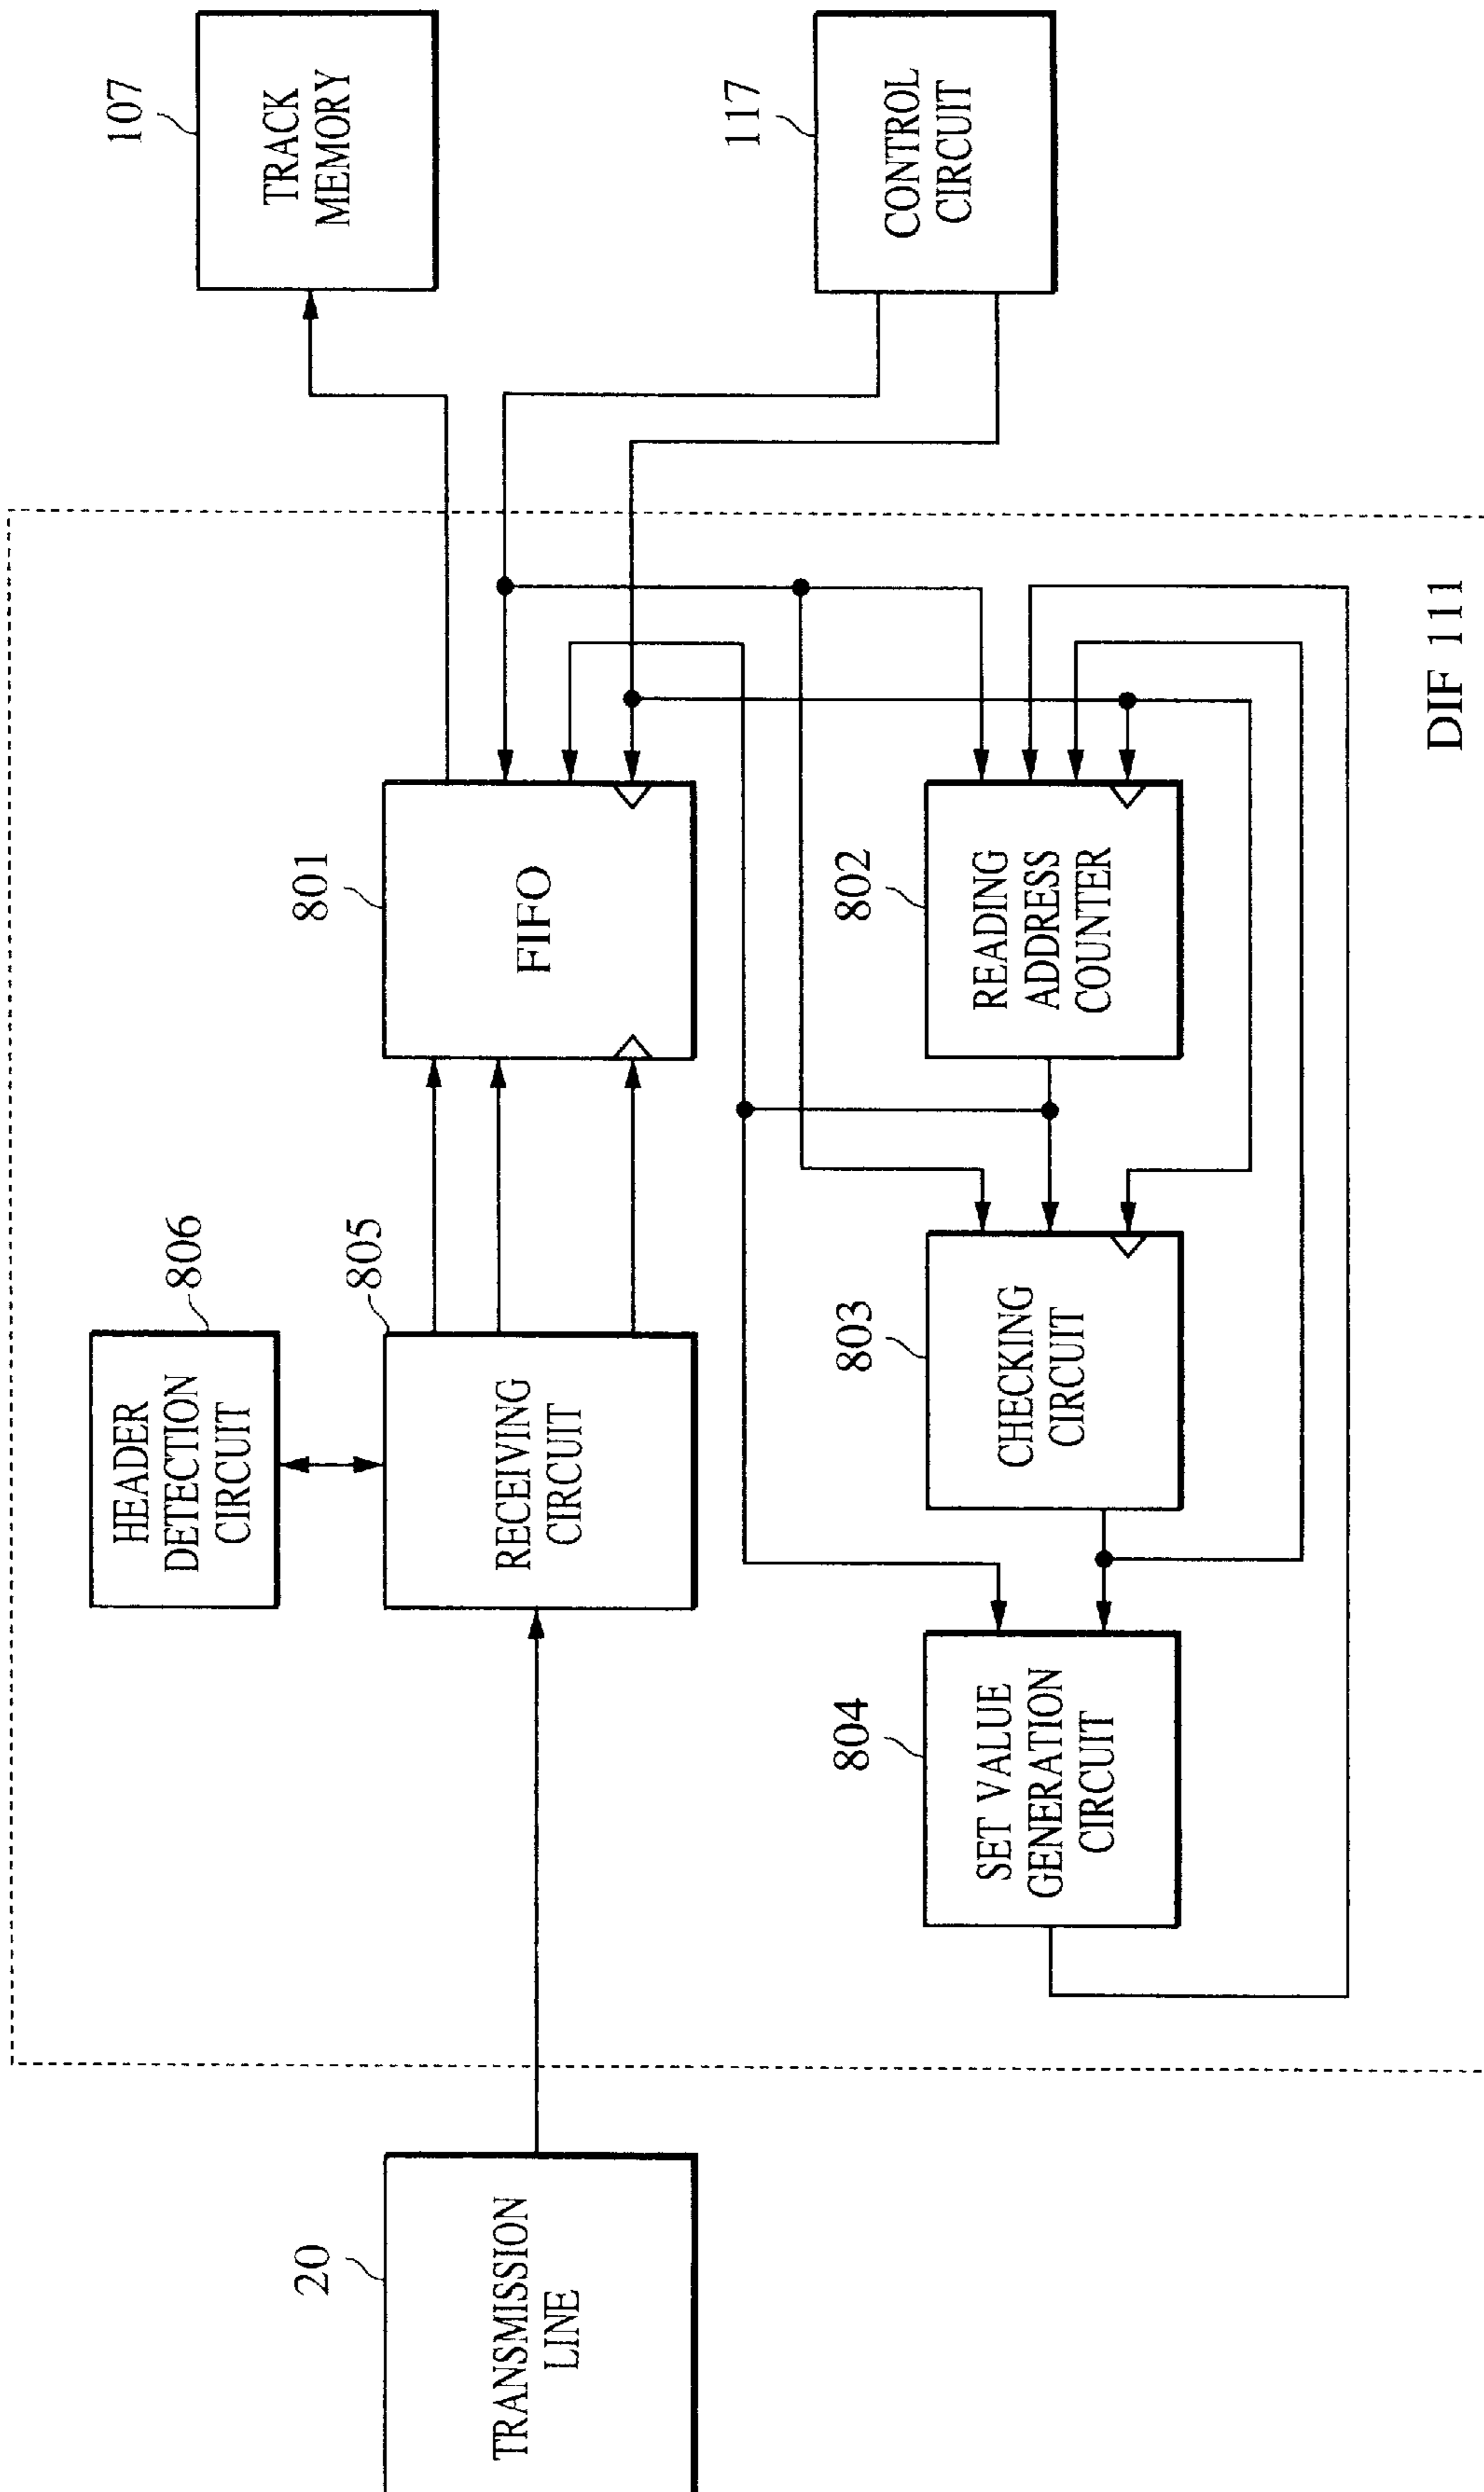 20
TRANSMISSION
LINE
806
HEADER
DETECTION
CIRCUIT
805
RECEIVING
CIRCUIT
801
FIFO
107
TRACK
MEMORY
117
CONTROL
CIRCUIT
804
SET VALUE
GENERATION
CIRCUIT
803
CHECKING
CIRCUIT
802
READING
ADDRESS
COUNTER
DIF 111